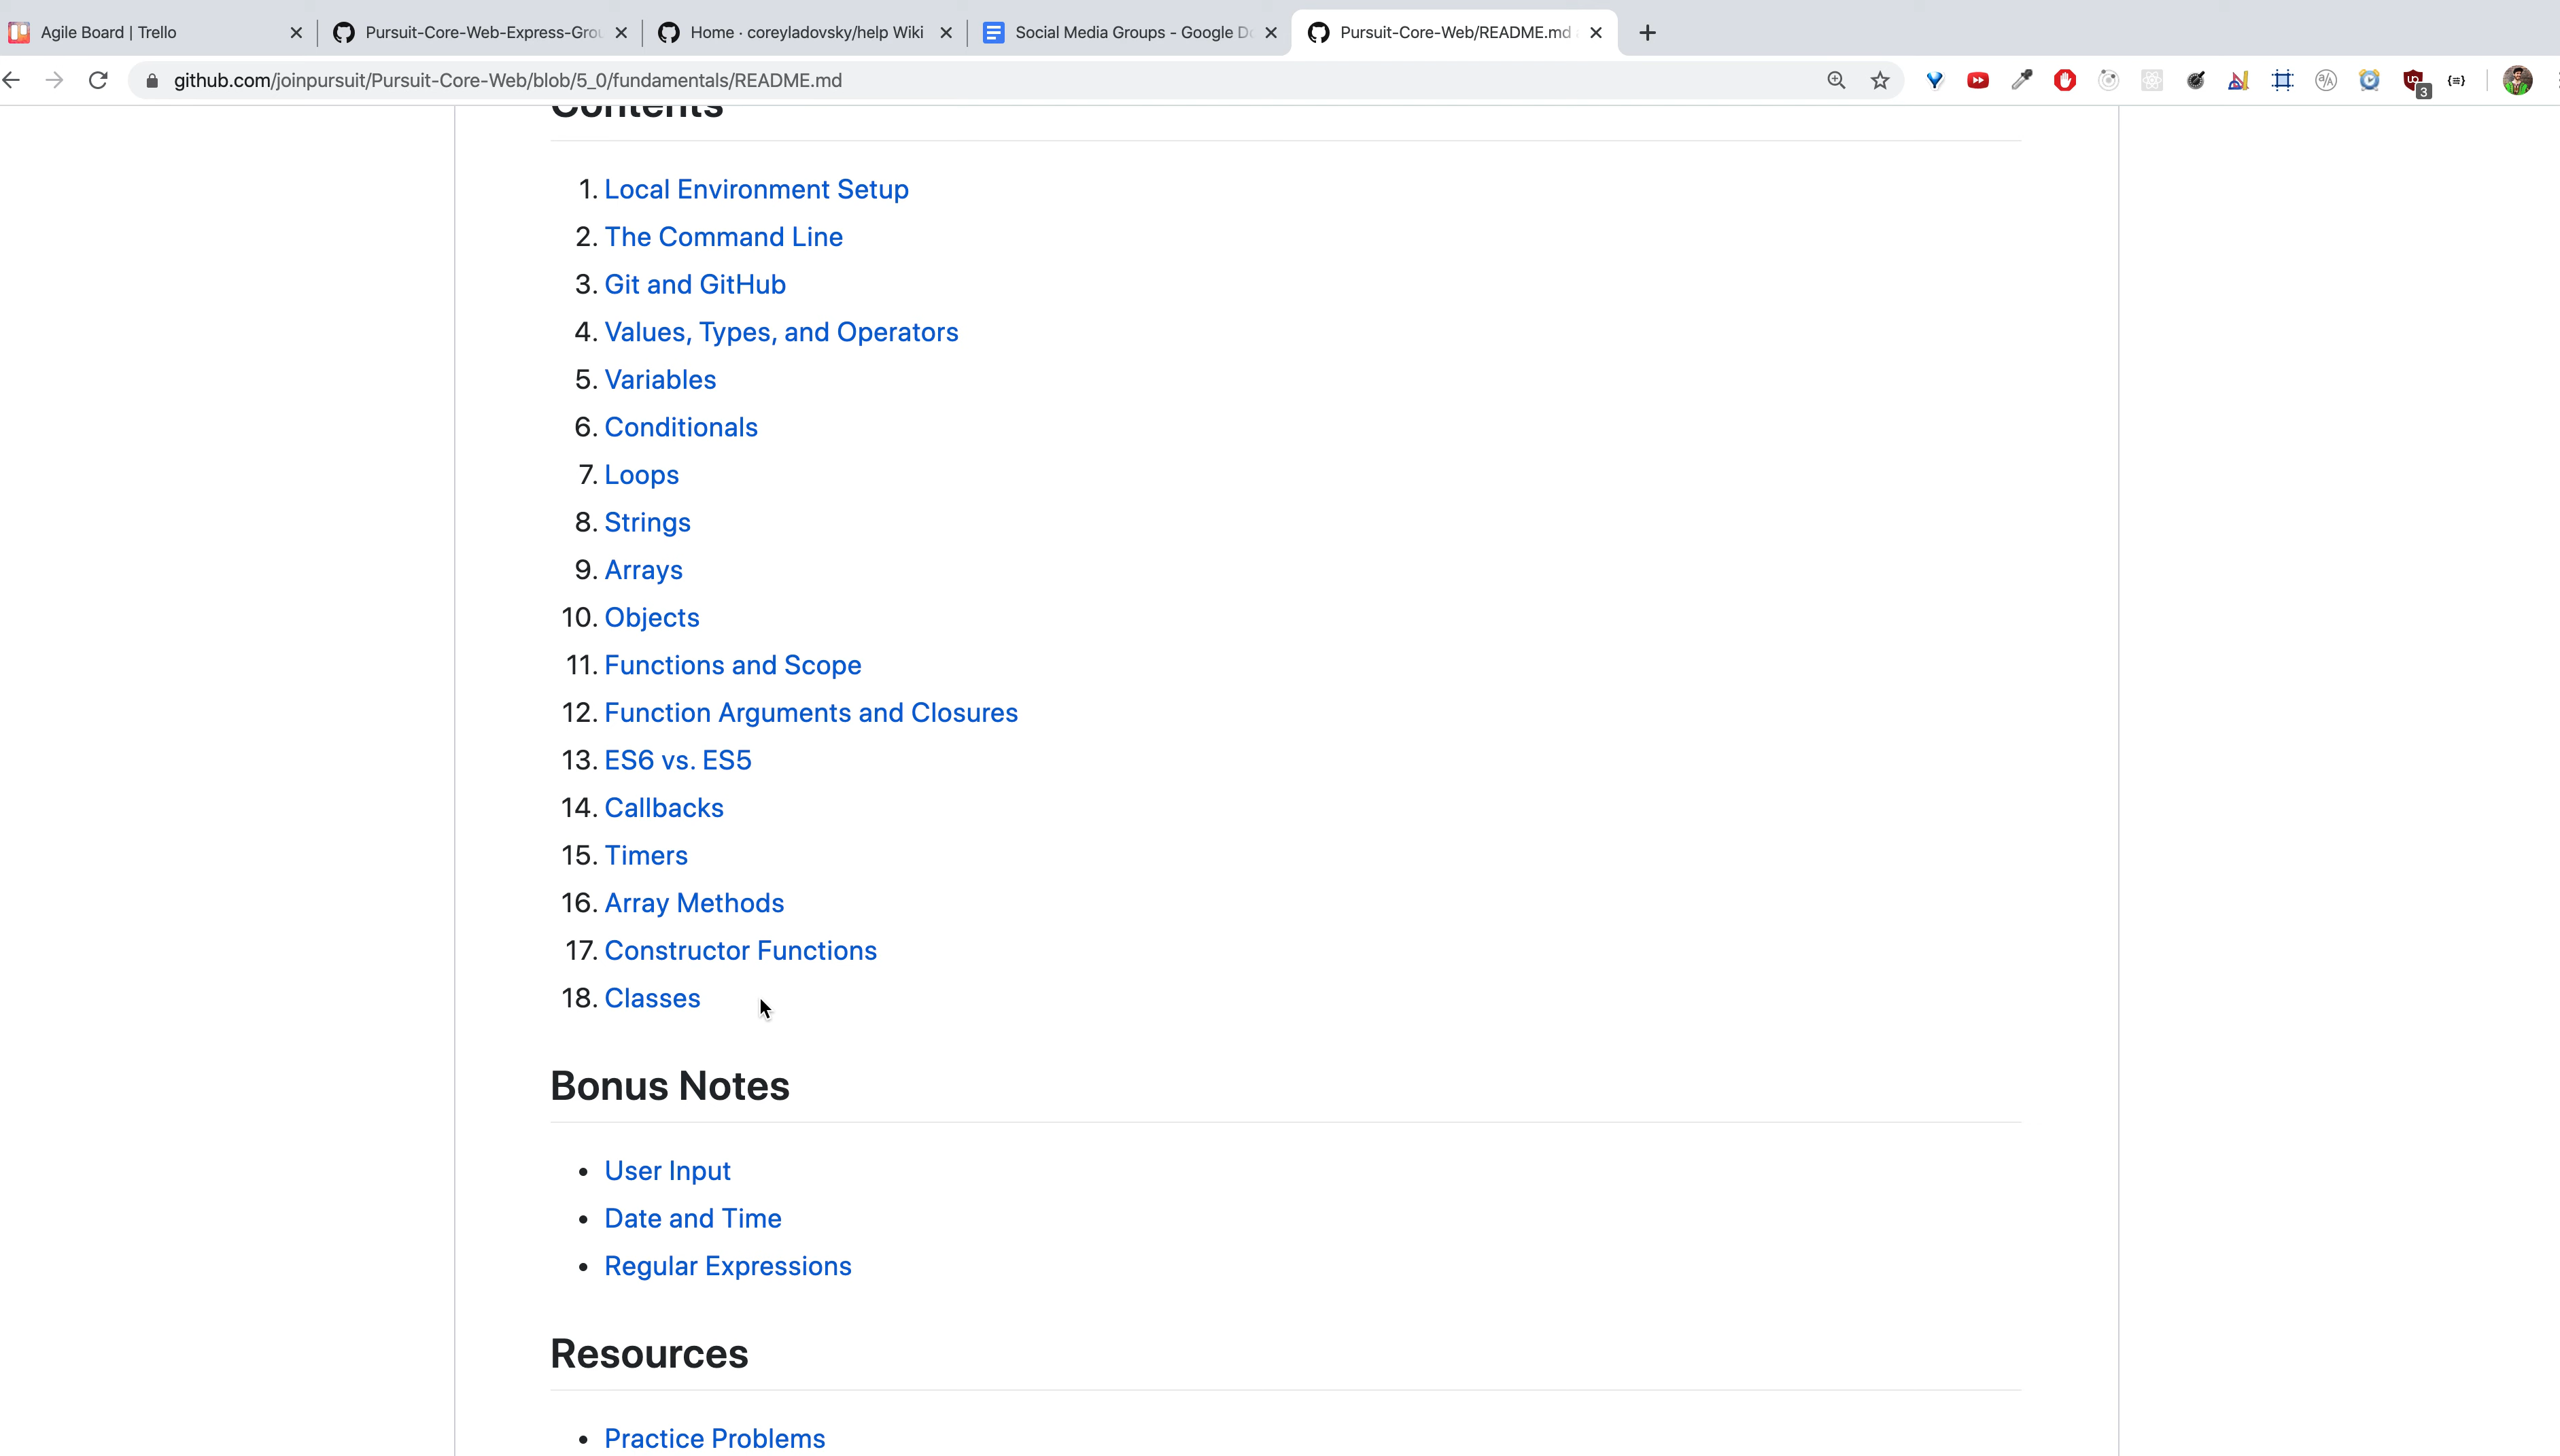 Agile Board | Trello
Pursuit-Core-Web-Express-Grou
Home · coreyladovsky/help Wiki
Social Media Groups - Google Do
Pursuit-Core-Web/README.md
github.com/joinpursuit/Pursuit-Core-Web/blob/5_0/fundamentals/README.md
3
Contents
1. Local Environment Setup
2. The Command Line
3. Git and GitHub
4. Values, Types, and Operators
5. Variables
6. Conditionals
7. Loops
8. Strings
9. Arrays
10. Objects
11. Functions and Scope
12. Function Arguments and Closures
13. ES6 vs. ES5
14. Callbacks
15. Timers
16. Array Methods
17. Constructor Functions
18. Classes
Bonus Notes
• User Input
• Date and Time
• Regular Expressions
Resources
• Practice Problems